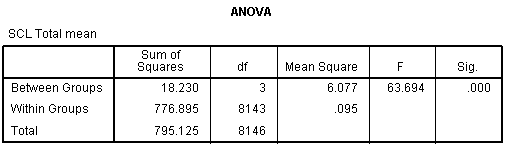 ANOVA
SCL Total mean
Sum of Squares df Mean Square F Sig.
Between Groups 18.230 3 6.077 63.694 .000
Within Groups 776.895 8143 .095
Total 795.125 8146